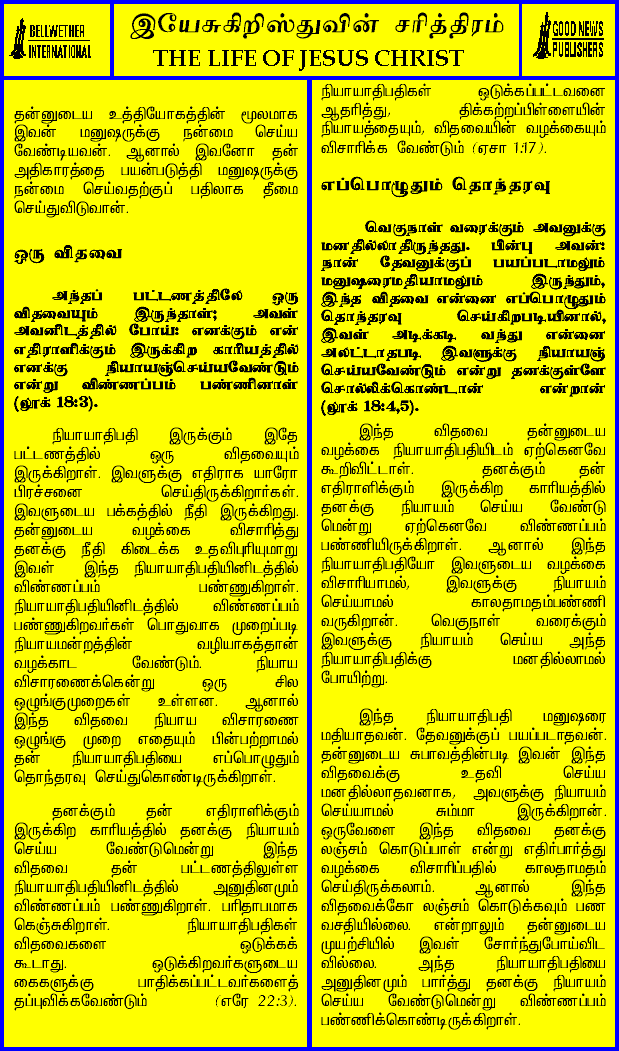 BELLWETHER
INTERNATIONAL
இயேசுகிறிஸ்துவின் சரித்திரம்
THE LIFE OF JESUS CHRIST
GOOD NEWS
PUBLISHERS
தன்னுடைய உத்தியோகத்தின் மூலமாக
இவன் மனுஷருக்கு நன்மை செய்ய
வேண்டியவன். ஆனால் இவனோ தன்
அதிகாரத்தை பயன்படுத்தி மனுஷருக்கு
நன்மை செய்வதற்குப் பதிலாக தீமை
செய்துவிடுவான்.
ஒரு விதவை
அந்தப் பட்டணத்திலே ஒரு
விதவையும் இருந்தாள்; அவள்
அவனிடத்தில் போய்: எனக்கும் என்
எதிராளிக்கும் இருக்கிற காரியத்தில்
எனக்கு நியாயஞ்செய்யவேண்டும்
என்று விண்ணப்பம் பண்ணினாள்
(லூக் 18:3).
நியாயாதிபதி இருக்கும் இதே
பட்டணத்தில் ஒரு விதவையும்
இருக்கிறாள். இவளுக்கு எதிராக யாரோ
பிரச்சனை செய்திருக்கிறார்கள்.
இவளுடைய பக்கத்தில் நீதி இருக்கிறது.
தன்னுடைய வழக்கை விசாரித்து
தனக்கு நீதி கிடைக்க உதவிபுரியுமாறு
இவள் இந்த நியாயாதிபதியினிடத்தில்
விண்ணப்பம் பண்ணுகிறாள்.
நியாயாதிபதியினிடத்தில் விண்ணப்பம்
பண்ணுகிறவர்கள் பொதுவாக முறைப்படி
நியாயமன்றத்தின் வழியாகத்தான்
வழக்காட வேண்டும். நியாய
விசாரணைக்கென்று ஒரு சில
ஒழுங்குமுறைகள் உள்ளன. ஆனால்
இந்த விதவை நியாய விசாரணை
ஒழுங்கு முறை எதையும் பின்பற்றாமல்
தன் நியாயாதிபதியை எப்பொழுதும்
தொந்தரவு செய்துகொண்டிருக்கிறாள்.
தனக்கும் தன் எதிராளிக்கும்
இருக்கிற காரியத்தில் தனக்கு நியாயம்
செய்ய வேண்டுமென்று இந்த
விதவை தன் பட்டணத்திலுள்ள
நியாயாதிபதியினிடத்தில் அனுதினமும்
விண்ணப்பம் பண்ணுகிறாள். பரிதாபமாக
கெஞ்சுகிறாள். நியாயாதிபதிகள்
விதவைகளை ஒடுக்கக்
கூடாது. ஒடுக்கிறவர்களுடைய
கைகளுக்கு பாதிக்கப்பட்டவர்களைத்
தப்புவிக்கவேண்டும் (எரே 22:3).
நியாயாதிபதிகள் ஒடுக்கப்பட்டவனை
ஆதரித்து, திக்கற்றப்பிள்ளையின்
நியாயத்தையும், விதவையின் வழக்கையும்
விசாரிக்க வேண்டும் (ஏசா 1:17).
எப்பொழுதும் தொந்தரவு
வெகுநாள் வரைக்கும் அவனுக்கு
மனதில்லாதிருந்தது. பின்பு அவன்:
நான் தேவனுக்குப் பயப்படாமலும்
மனுஷரைமதியாமலும் இருந்தும்,
இந்த விதவை என்னை எப்பொழுதும்
தொந்தரவு செய்கிறபடியினால்,
இவள் அடிக்கடி வந்து என்னை
அலட்டாதபடி இவளுக்கு நியாயஞ்
செய்யவேண்டும் என்று தனக்குள்ளே
சொல்லிக்கொண்டான் என்றான்
(லூக் 18:4,5).
இந்த விதவை தன்னுடைய
வழக்கை நியாயாதிபதியிடம் ஏற்கெனவே
கூறிவிட்டாள். தனக்கும் தன்
எதிராளிக்கும் இருக்கிற காரியத்தில்
தனக்கு நியாயம் செய்ய வேண்டு
மென்று ஏற்கெனவே விண்ணப்பம்
பண்ணியிருக்கிறாள். ஆனால் இந்த
நியாயாதிபதியோ இவளுடைய வழக்கை
விசாரியாமல், இவளுக்கு நியாயம்
செய்யாமல் காலதாமதம்பண்ணி
வருகிறான். வெகுநாள் வரைக்கும்
இவளுக்கு நியாயம் செய்ய அந்த
நியாயாதிபதிக்கு மனதில்லாமல்
போயிற்று.
இந்த நியாயாதிபதி மனுஷரை
மதியாதவன். தேவனுக்குப் பயப்படாதவன்.
தன்னுடைய சுபாவத்தின்படி இவன் இந்த
விதவைக்கு உதவி செய்ய
மனதில்லாதவனாக, அவளுக்கு நியாயம்
செய்யாமல் சும்மா இருக்கிறான்.
ஒருவேளை இந்த விதவை தனக்கு
லஞ்சம் கொடுப்பாள் என்று எதிர்பார்த்து
வழக்கை விசாரிப்பதில் காலதாமதம்
செய்திருக்கலாம். ஆனால் இந்த
விதவைக்கோ லஞ்சம் கொடுக்கவும் பண
வசதியில்லை. என்றாலும் தன்னுடைய
முயற்சியில் இவள் சோர்ந்துபோய்விட
வில்லை. அந்த நியாயாதிபதியை
அனுதினமும் பார்த்து தனக்கு நியாயம்
செய்ய வேண்டுமென்று விண்ணப்பம்
பண்ணிக்கொண்டிருக்கிறாள்.